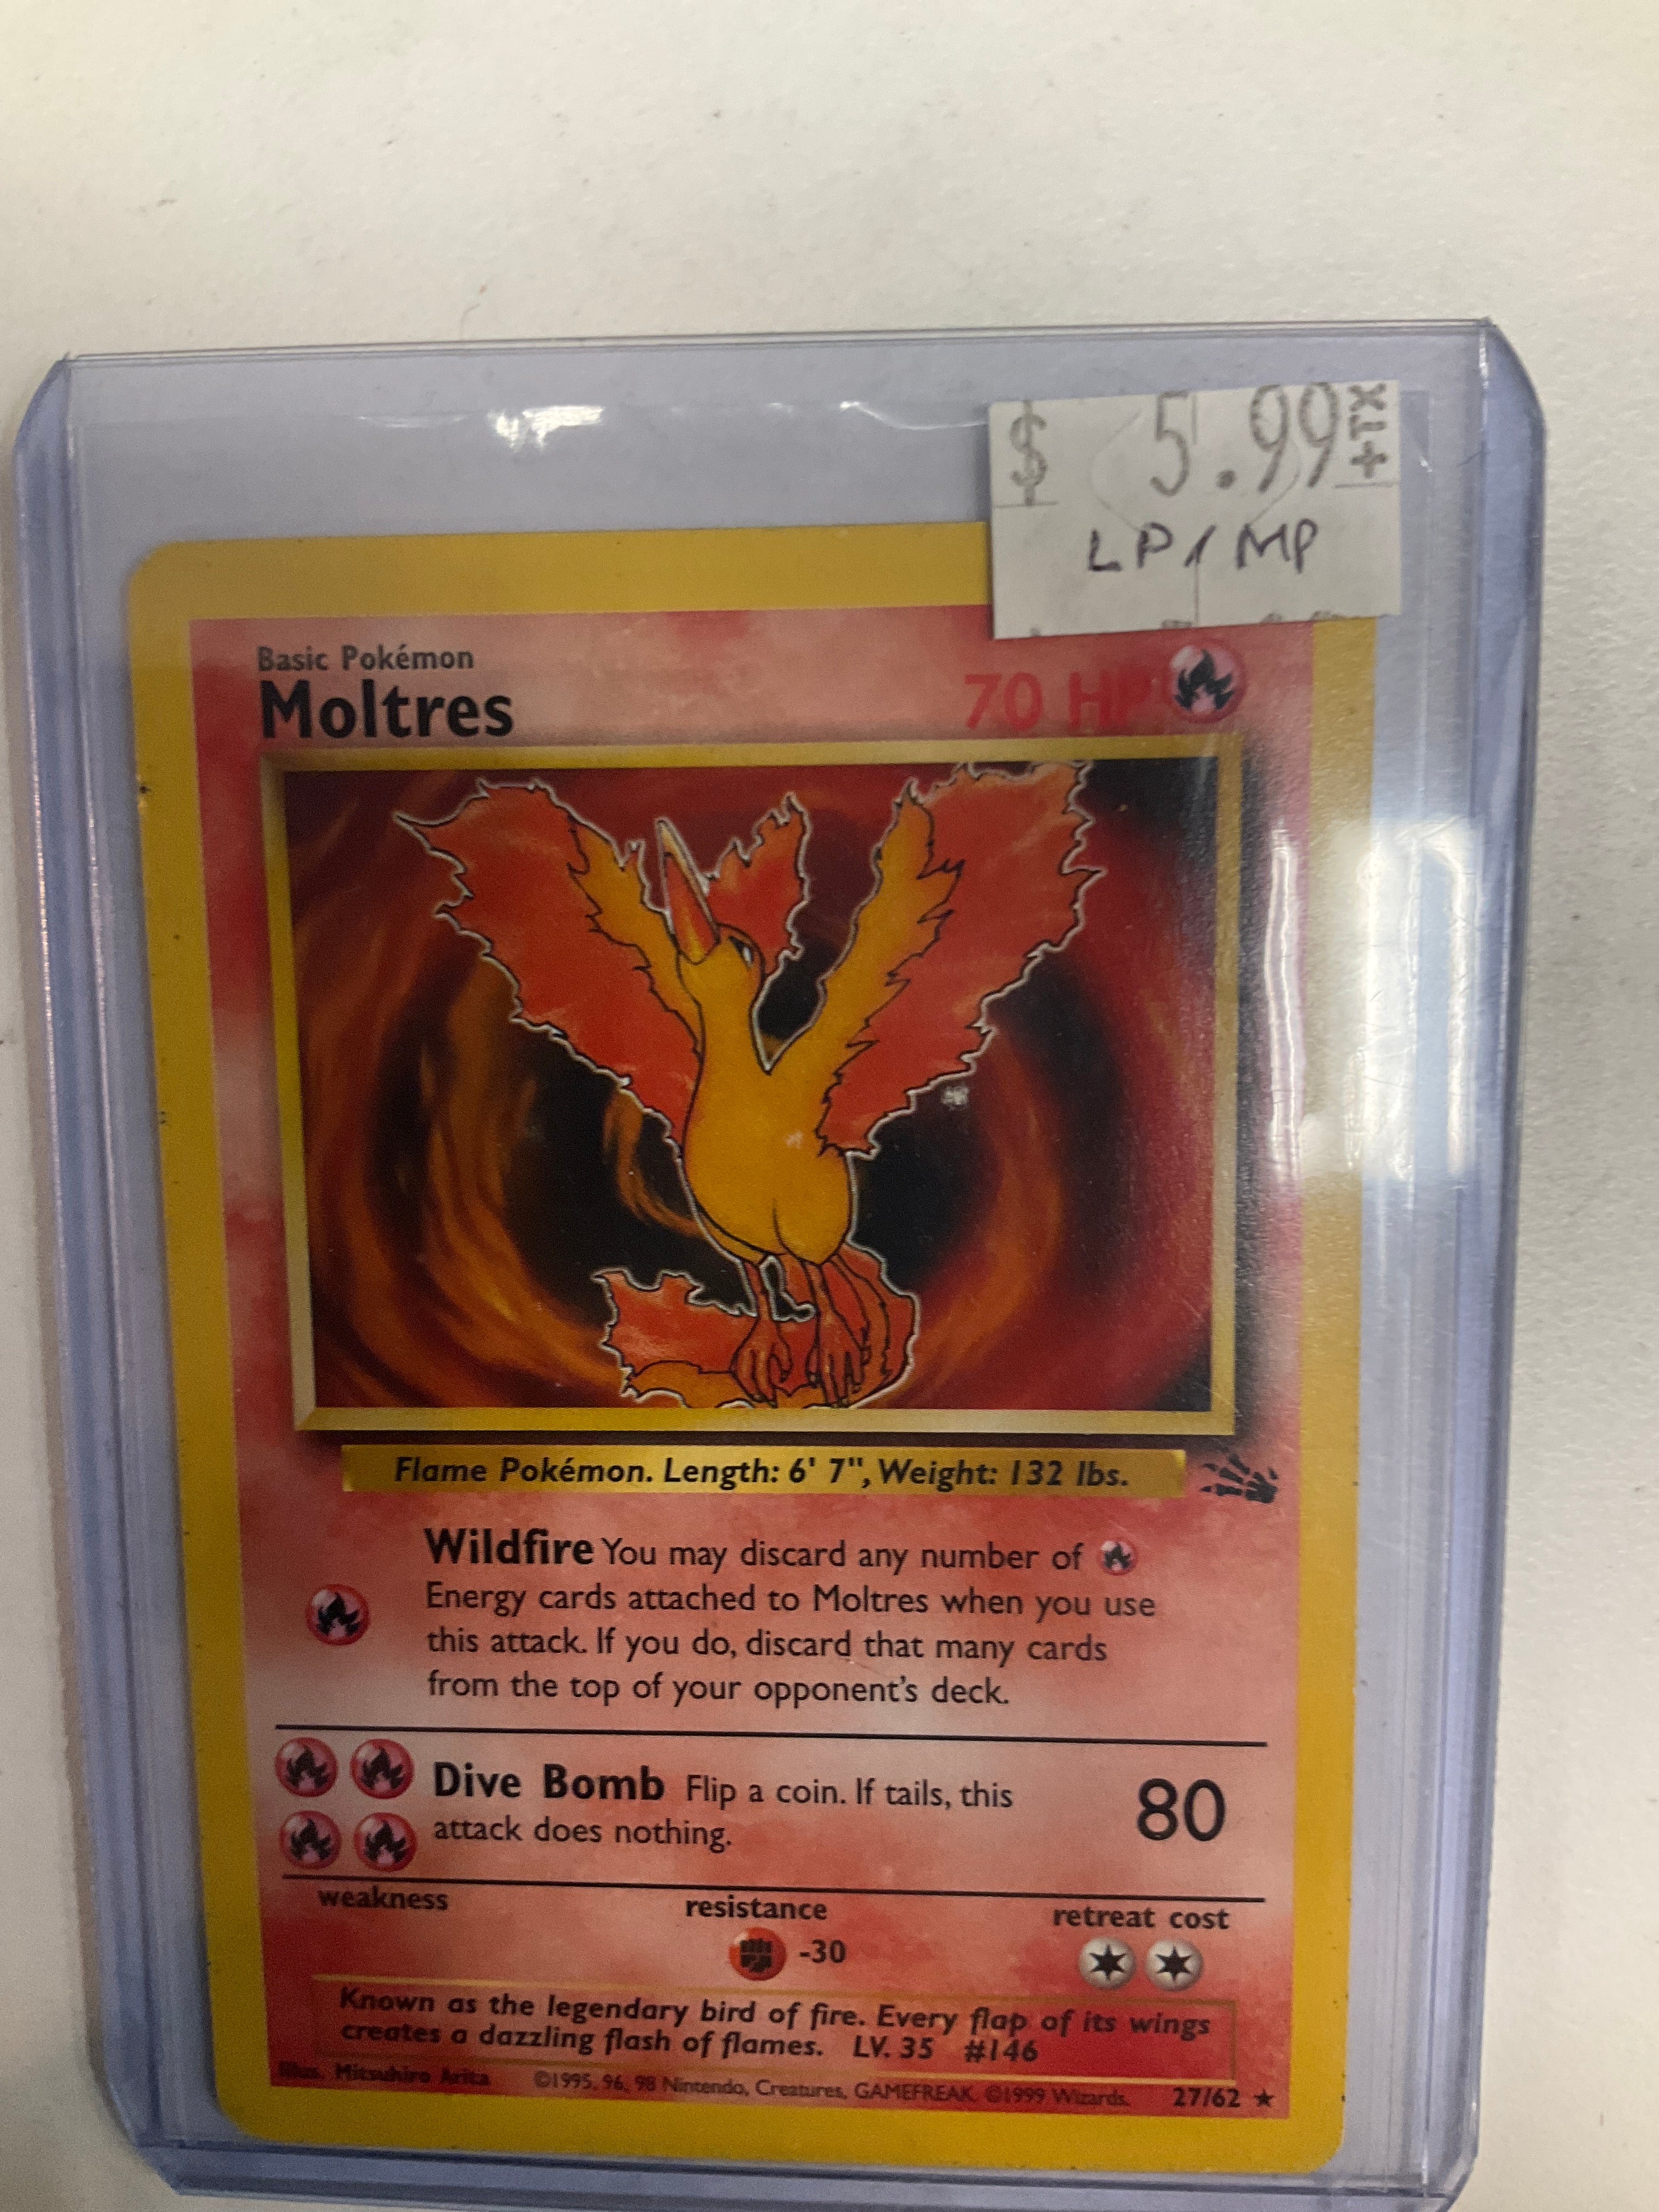 $ 5.99 +TX
LP/MP
Basic Pokémon
Moltres 70 HP
Flame Pokémon. Length: 6' 7", Weight: 132 lbs.
Wildfire You may discard any number of
Energy cards attached to Moltres when you use
this attack. If you do, discard that many cards
from the top of your opponent's deck.
Dive Bomb Flip a coin. If tails, this
attack does nothing.
80
weakness resistance retreat cost
-30
Known as the legendary bird of fire. Every flap of its wings
creates a dazzling flash of flames. LV. 35 #146
Illus. Mitsuhiro Arita ©1995, 96, 98 Nintendo, Creatures, GAMEFREAK. ©1999 Wizards. 27/62 ★